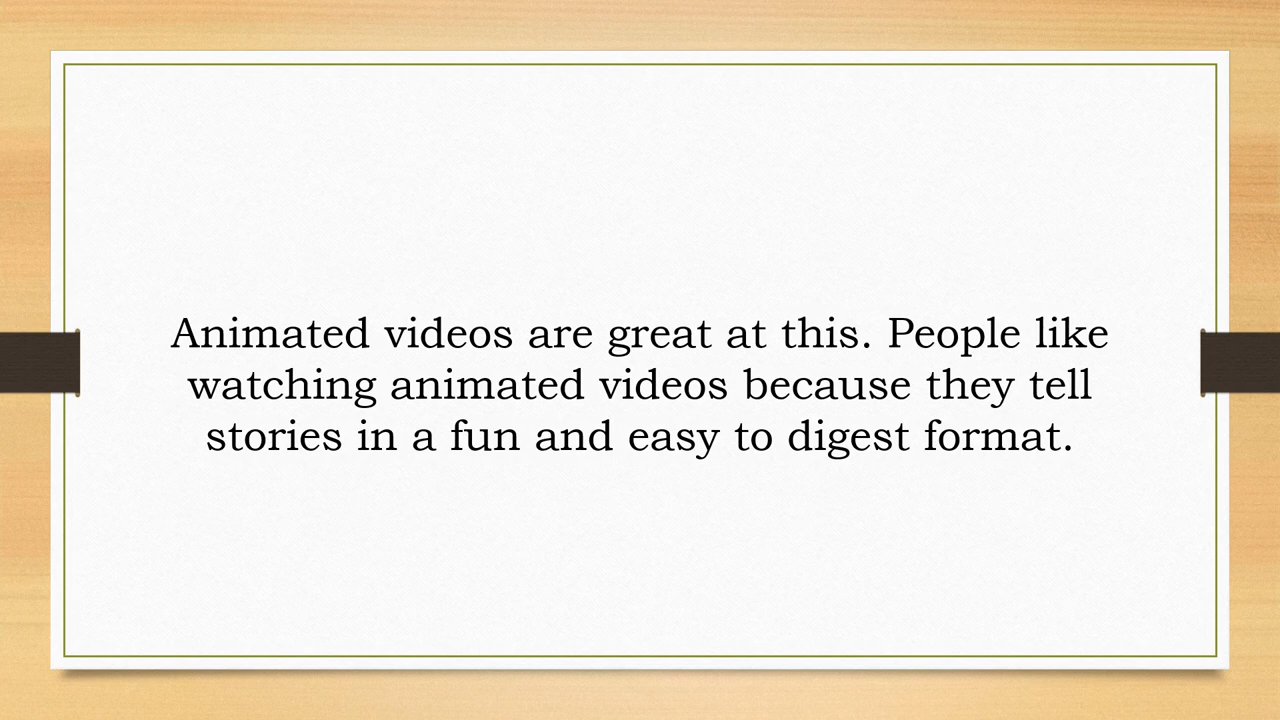 Animated videos are great at this. People like
watching animated videos because they tell
stories in a fun and easy to digest format.